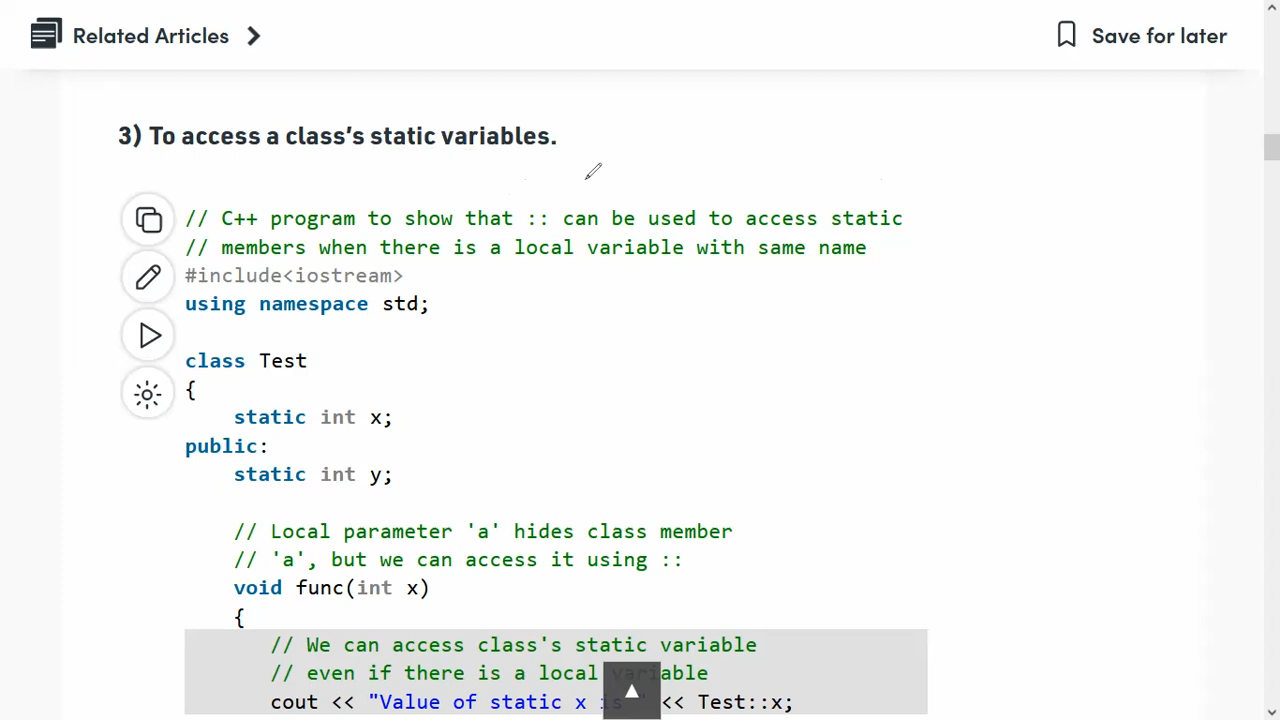 Related Articles
Save for later
3) To access a class’s static variables.
// C++ program to show that :: can be used to access static
// members when there is a local variable with same name
#include<iostream>
using namespace std;
class Test
{
static int x;
public:
static int y;
// Local parameter 'a' hides class member
// 'a', but we can access it using ::
void func(int x)
{
// We can access class's static variable
// even if there is a local variable
cout << "Value of static x is " << Test::x;